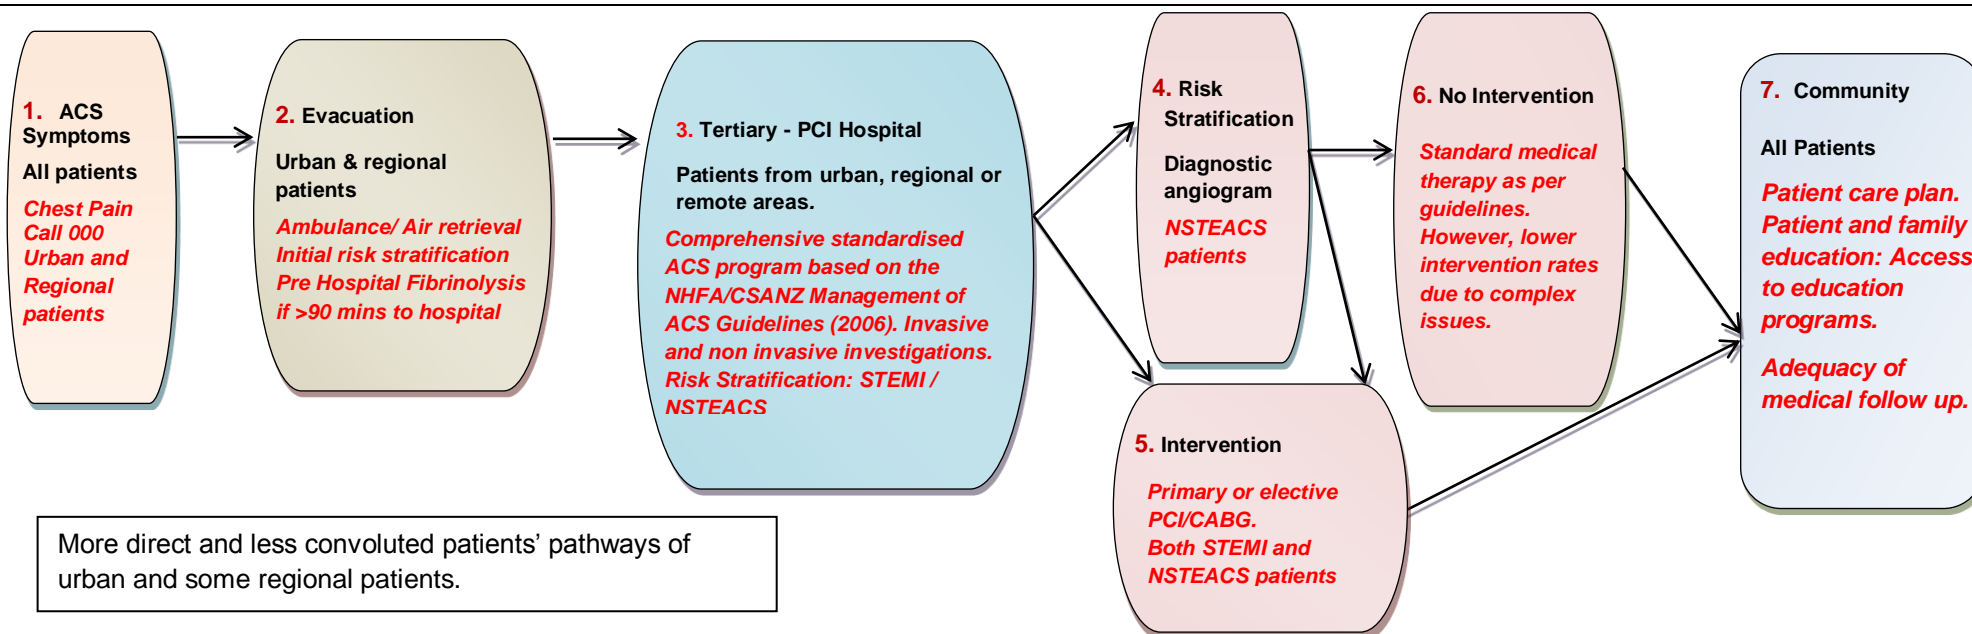 1. ACS
Symptoms
All patients
Chest Pain
Call 000
Urban and
Regional
patients
2. Evacuation
Urban & regional
patients
Ambulance/ Air retrieval
Initial risk stratification
Pre Hospital Fibrinolysis
if >90 mins to hospital
3. Tertiary - PCI Hospital
Patients from urban, regional or
remote areas.
Comprehensive standardised
ACS program based on the
NHFA/CSANZ Management of
ACS Guidelines (2006). Invasive
and non invasive investigations.
Risk Stratification: STEMI /
NSTEACS
4. Risk
Stratification
Diagnostic
angiogram
NSTEACS
patients
5. Intervention
Primary or elective
PCI/CABG.
Both STEMI and
NSTEACS patients
6. No Intervention
Standard medical
therapy as per
guidelines.
However, lower
intervention rates
due to complex
issues.
7. Community
All Patients
Patient care plan.
Patient and family
education: Access
to education
programs.
Adequacy of
medical follow up.
More direct and less convoluted patients’ pathways of
urban and some regional patients.